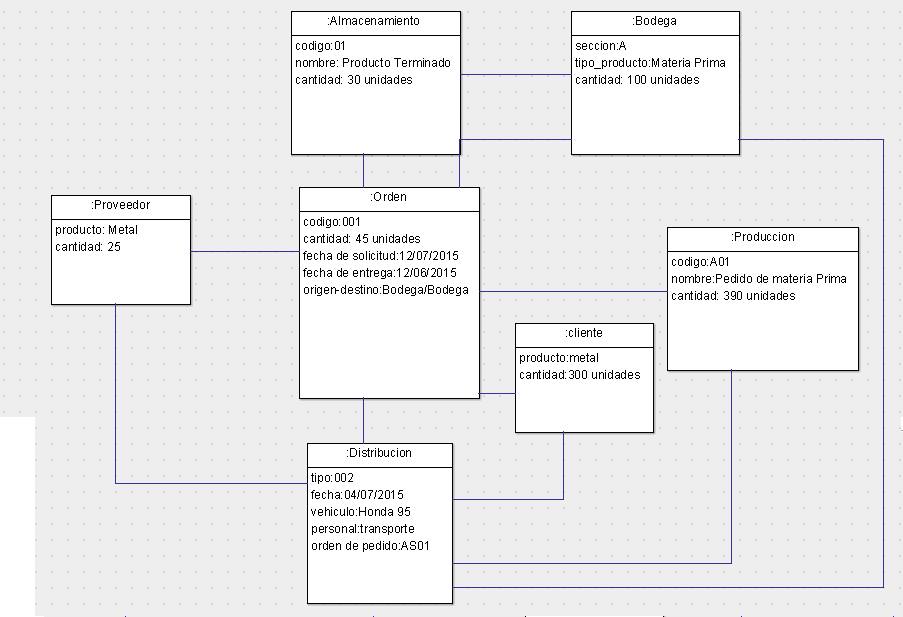 :Almacenamiento
codigo:01
nombre: Producto Terminado
cantidad: 30 unidades
:Bodega
seccion:A
tipo_producto:Materia Prima
cantidad: 100 unidades
:Proveedor
producto: Metal
cantidad: 25
:Orden
codigo:001
cantidad: 45 unidades
fecha de solicitud:12/07/2015
fecha de entrega:12/06/2015
origen-destino:Bodega/Bodega
:Produccion
codigo:A01
nombre:Pedido de materia Prima
cantidad: 390 unidades
:cliente
producto:metal
cantidad:300 unidades
:Distribucion
tipo:002
fecha:04/07/2015
vehiculo:Honda 95
personal:transporte
orden de pedido:AS01